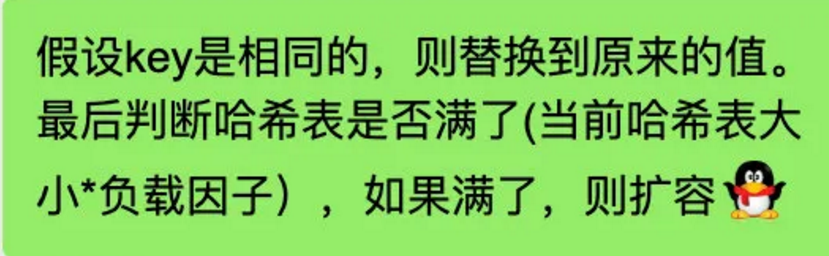 假设key是相同的，则替换到原来的值。
最后判断哈希表是否满了(当前哈希表大
小*负载因子），如果满了，则扩容